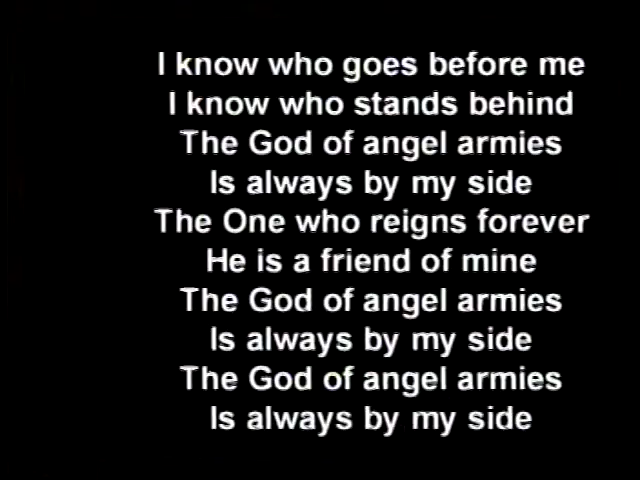 I know who goes before me
I know who stands behind
The God of angel armies
Is always by my side
The One who reigns forever
He is a friend of mine
The God of angel armies
Is always by my side
The God of angel armies
Is always by my side